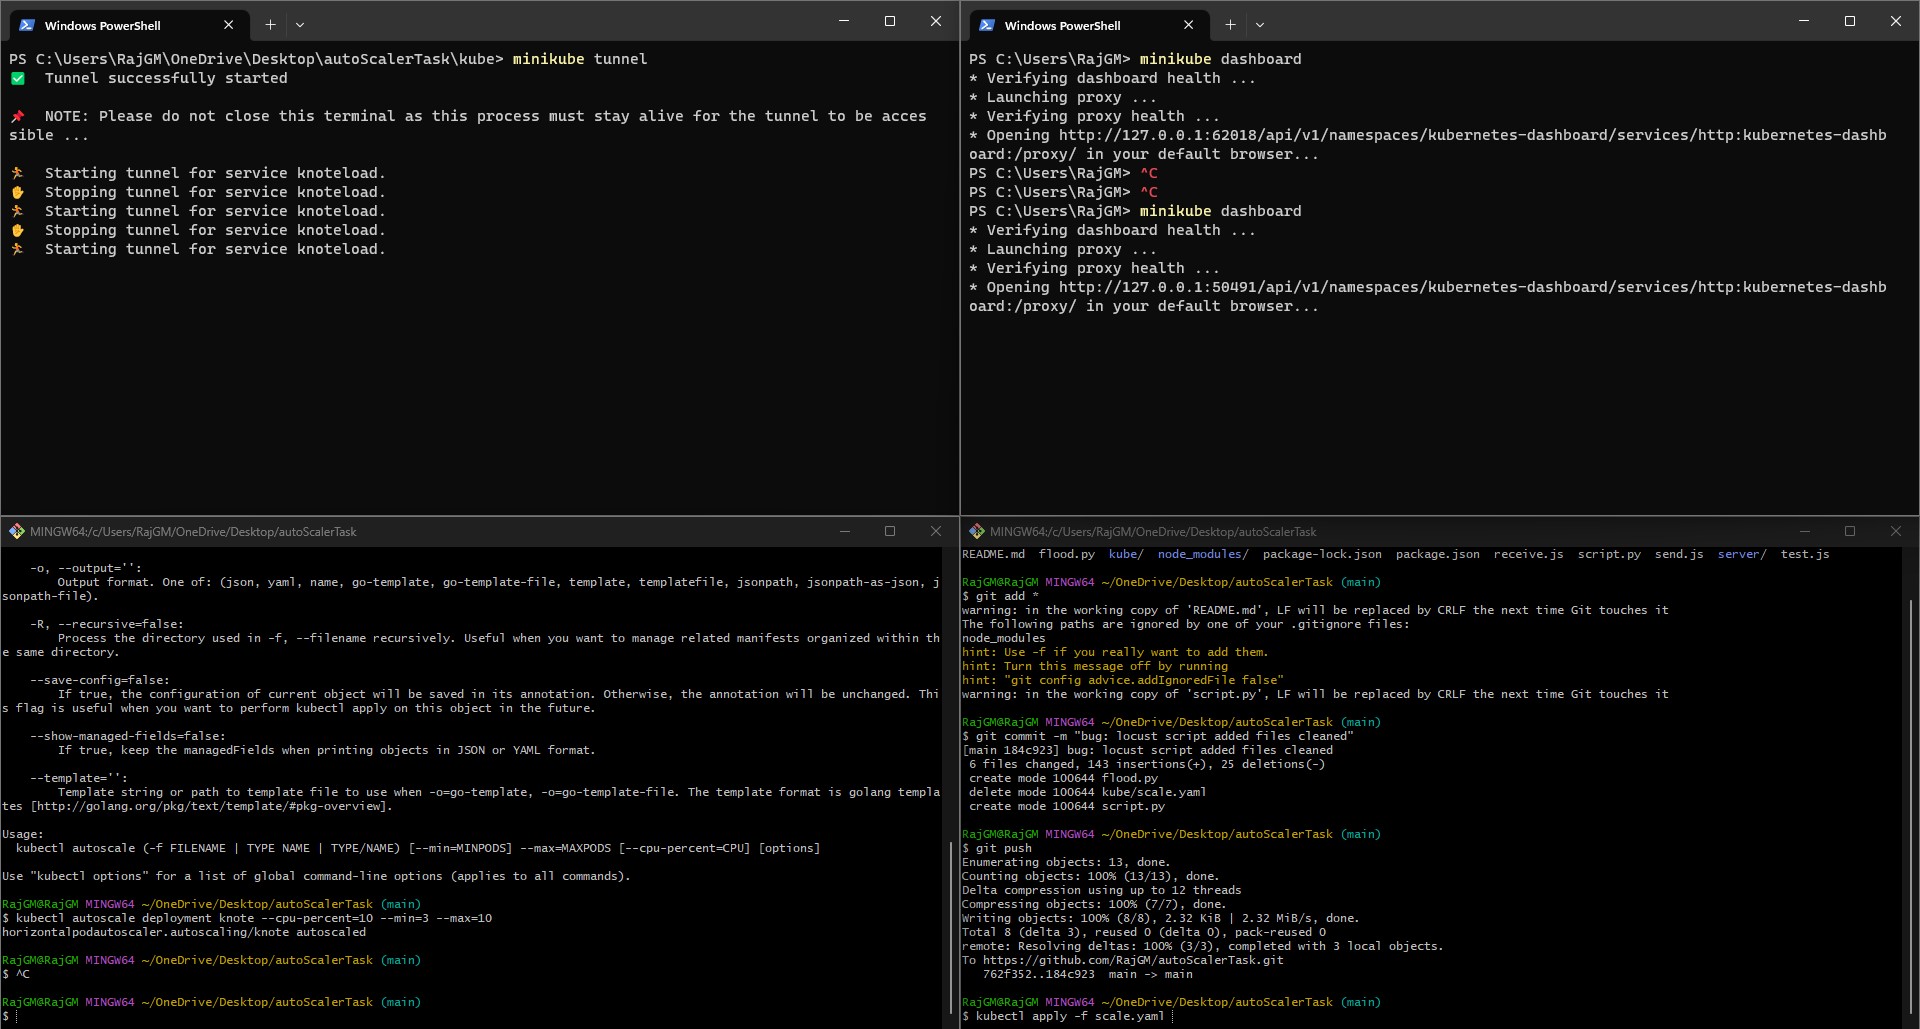 Windows PowerShell
PS C:\Users\RajGM\OneDrive\Desktop\autoScalerTask\kube> minikube tunnel
✅ Tunnel successfully started
📌 NOTE: Please do not close this terminal as this process must stay alive for the tunnel to be acces
sible ...
🏃 Starting tunnel for service knoteload.
✋ Stopping tunnel for service knoteload.
🏃 Starting tunnel for service knoteload.
✋ Stopping tunnel for service knoteload.
🏃 Starting tunnel for service knoteload.
Windows PowerShell
PS C:\Users\RajGM> minikube dashboard
* Verifying dashboard health ...
* Launching proxy ...
* Verifying proxy health ...
* Opening http://127.0.0.1:62018/api/v1/namespaces/kubernetes-dashboard/services/http:kubernetes-dashb
oard:/proxy/ in your default browser...
PS C:\Users\RajGM> ^C
PS C:\Users\RajGM> ^C
PS C:\Users\RajGM> minikube dashboard
* Verifying dashboard health ...
* Launching proxy ...
* Verifying proxy health ...
* Opening http://127.0.0.1:50491/api/v1/namespaces/kubernetes-dashboard/services/http:kubernetes-dashb
oard:/proxy/ in your default browser...
MINGW64:/c/Users/RajGM/OneDrive/Desktop/autoScalerTask
-o, --output='':
Output format. One of: (json, yaml, name, go-template, go-template-file, template, templatefile, jsonpath, jsonpath-as-json, j
sonpath-file).
-R, --recursive=false:
Process the directory used in -f, --filename recursively. Useful when you want to manage related manifests organized within th
e same directory.
--save-config=false:
If true, the configuration of current object will be saved in its annotation. Otherwise, the annotation will be unchanged. Thi
s flag is useful when you want to perform kubectl apply on this object in the future.
--show-managed-fields=false:
If true, keep the managedFields when printing objects in JSON or YAML format.
--template='':
Template string or path to template file to use when -o=go-template, -o=go-template-file. The template format is golang templa
tes [http://golang.org/pkg/text/template/#pkg-overview].
Usage:
kubectl autoscale (-f FILENAME | TYPE NAME | TYPE/NAME) [--min=MINPODS] --max=MAXPODS [--cpu-percent=CPU] [options]
Use "kubectl options" for a list of global command-line options (applies to all commands).
RajGM@RajGM MINGW64 ~/OneDrive/Desktop/autoScalerTask (main)
$ kubectl autoscale deployment knote --cpu-percent=10 --min=3 --max=10
horizontalpodautoscaler.autoscaling/knote autoscaled
RajGM@RajGM MINGW64 ~/OneDrive/Desktop/autoScalerTask (main)
$ ^C
RajGM@RajGM MINGW64 ~/OneDrive/Desktop/autoScalerTask (main)
$
MINGW64:/c/Users/RajGM/OneDrive/Desktop/autoScalerTask
README.md flood.py kube/ node_modules/ package-lock.json package.json receive.js script.py send.js server/ test.js
RajGM@RajGM MINGW64 ~/OneDrive/Desktop/autoScalerTask (main)
$ git add *
warning: in the working copy of 'README.md', LF will be replaced by CRLF the next time Git touches it
The following paths are ignored by one of your .gitignore files:
node_modules
hint: Use -f if you really want to add them.
hint: Turn this message off by running
hint: "git config advice.addIgnoredFile false"
warning: in the working copy of 'script.py', LF will be replaced by CRLF the next time Git touches it
RajGM@RajGM MINGW64 ~/OneDrive/Desktop/autoScalerTask (main)
$ git commit -m "bug: locust script added files cleaned"
[main 184c923] bug: locust script added files cleaned
6 files changed, 143 insertions(+), 25 deletions(-)
create mode 100644 flood.py
delete mode 100644 kube/scale.yaml
create mode 100644 script.py
RajGM@RajGM MINGW64 ~/OneDrive/Desktop/autoScalerTask (main)
$ git push
Enumerating objects: 13, done.
Counting objects: 100% (13/13), done.
Delta compression using up to 12 threads
Compressing objects: 100% (7/7), done.
Writing objects: 100% (8/8), 2.32 KiB | 2.32 MiB/s, done.
Total 8 (delta 3), reused 0 (delta 0), pack-reused 0
remote: Resolving deltas: 100% (3/3), completed with 3 local objects.
To https://github.com/RajGM/autoScalerTask.git
762f352..184c923 main -> main
RajGM@RajGM MINGW64 ~/OneDrive/Desktop/autoScalerTask (main)
$ kubectl apply -f scale.yaml